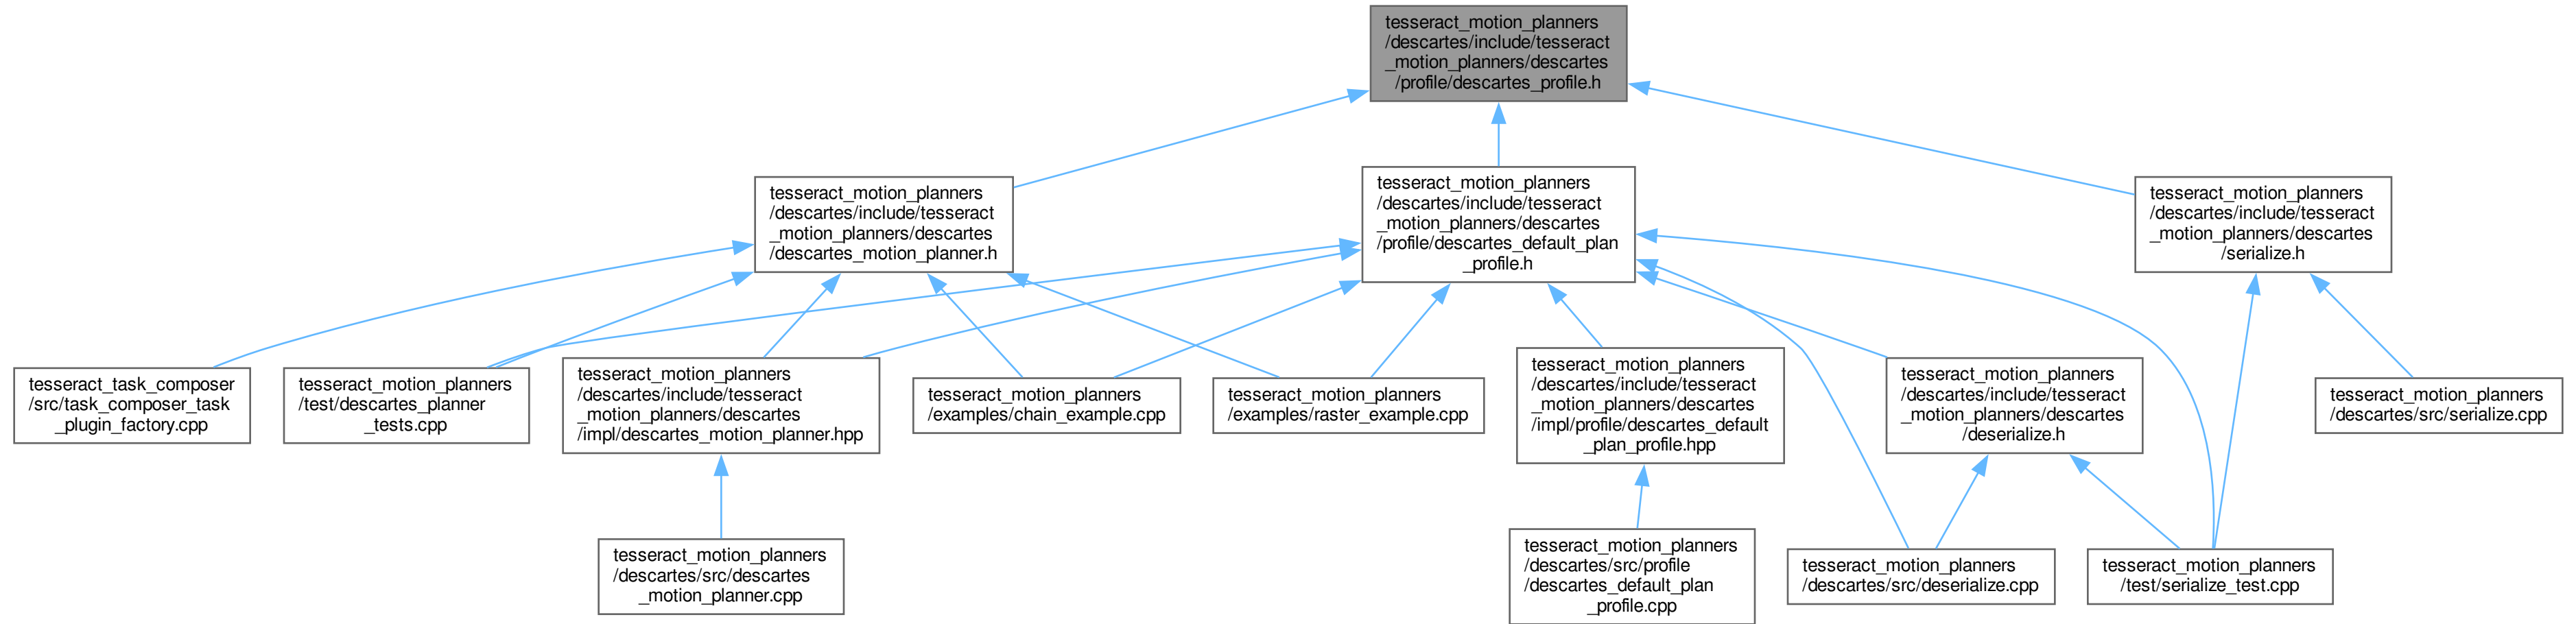 tesseract_motion_planners
/descartes/include/tesseract
_motion_planners/descartes
/profile/descartes_profile.h
tesseract_motion_planners
/descartes/include/tesseract
_motion_planners/descartes
/descartes_motion_planner.h
tesseract_motion_planners
/descartes/include/tesseract
_motion_planners/descartes
/profile/descartes_default_plan
_profile.h
tesseract_motion_planners
/descartes/include/tesseract
_motion_planners/descartes
/serialize.h
tesseract_task_composer
/src/task_composer_task
_plugin_factory.cpp
tesseract_motion_planners
/test/descartes_planner
_tests.cpp
tesseract_motion_planners
/descartes/include/tesseract
_motion_planners/descartes
/impl/descartes_motion_planner.hpp
tesseract_motion_planners
/examples/chain_example.cpp
tesseract_motion_planners
/examples/raster_example.cpp
tesseract_motion_planners
/descartes/include/tesseract
_motion_planners/descartes
/impl/profile/descartes_default
_plan_profile.hpp
tesseract_motion_planners
/descartes/include/tesseract
_motion_planners/descartes
/deserialize.h
tesseract_motion_planners
/descartes/src/serialize.cpp
tesseract_motion_planners
/descartes/src/descartes
_motion_planner.cpp
tesseract_motion_planners
/descartes/src/profile
/descartes_default_plan
_profile.cpp
tesseract_motion_planners
/descartes/src/deserialize.cpp
tesseract_motion_planners
/test/serialize_test.cpp